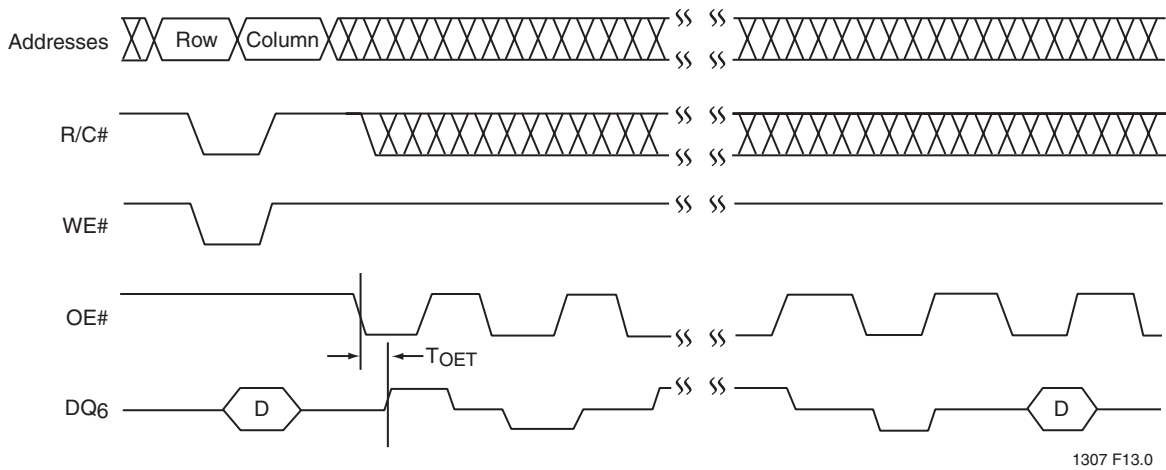 Addresses Row Column
R/C#
WE#
OE#
TOET
DQ6 D D
1307 F13.0